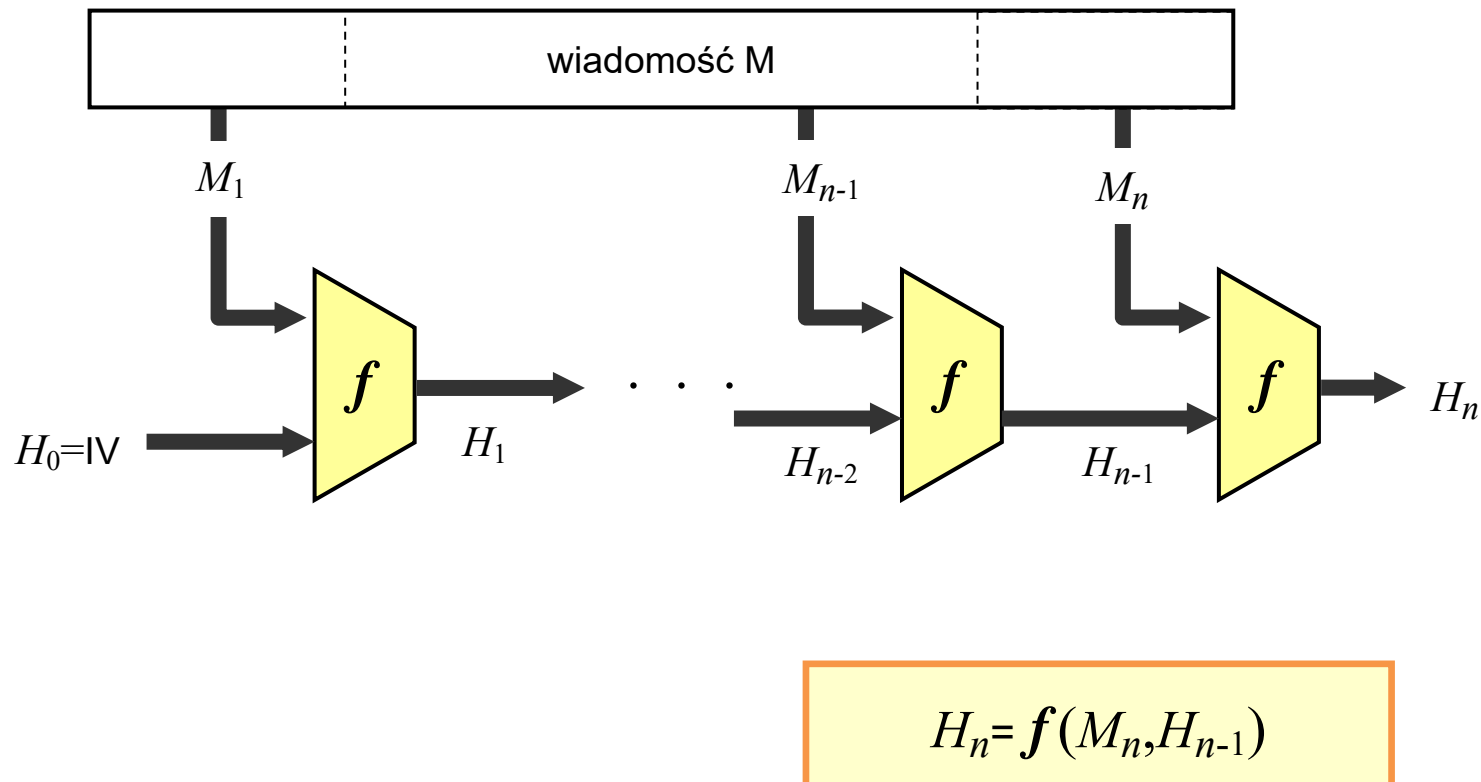 wiadomość M
M₁ Mₙ₋₁ Mₙ
f . . . f f
H₀=IV H₁ Hₙ₋₂ Hₙ₋₁ Hₙ
Hₙ=f(Mₙ,Hₙ₋₁)